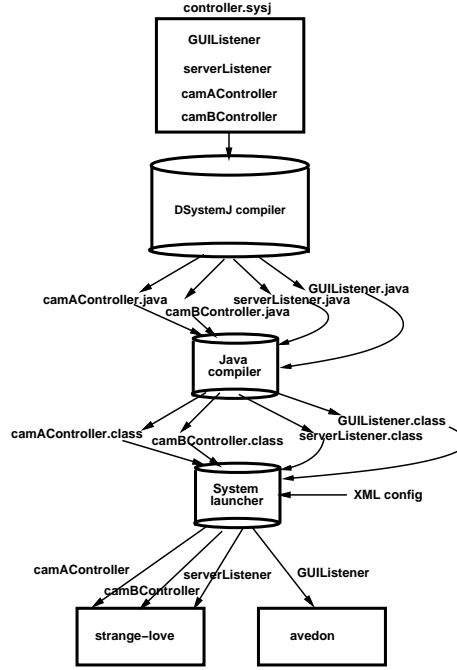 controller.sysj
GUIListener
serverListener
camAController
camBController
DSystemJ compiler
GUIListener.java
camAController.java
serverListener.java
camBController.java
Java
compiler
GUIListener.class
camAController.class
serverListener.class
camBController.class
System
launcher
XML config
camAController
serverListener
GUIListener
camBController
strange-love
avedon